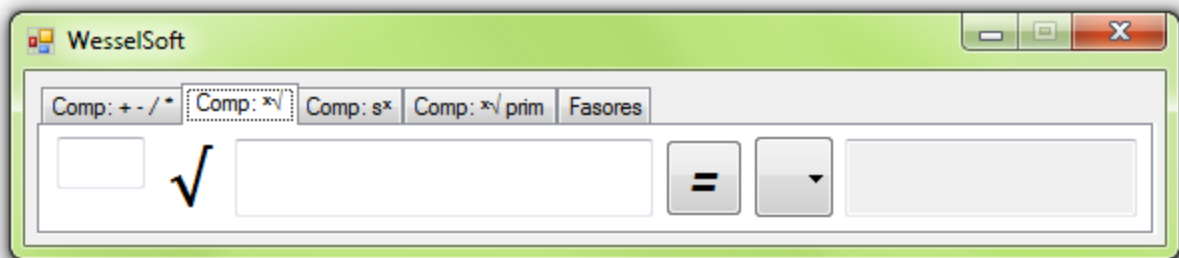 WesselSoft
Comp: + - / * Comp: ˣ√ Comp: sˣ Comp: ˣ√ prim Fasores
√ =